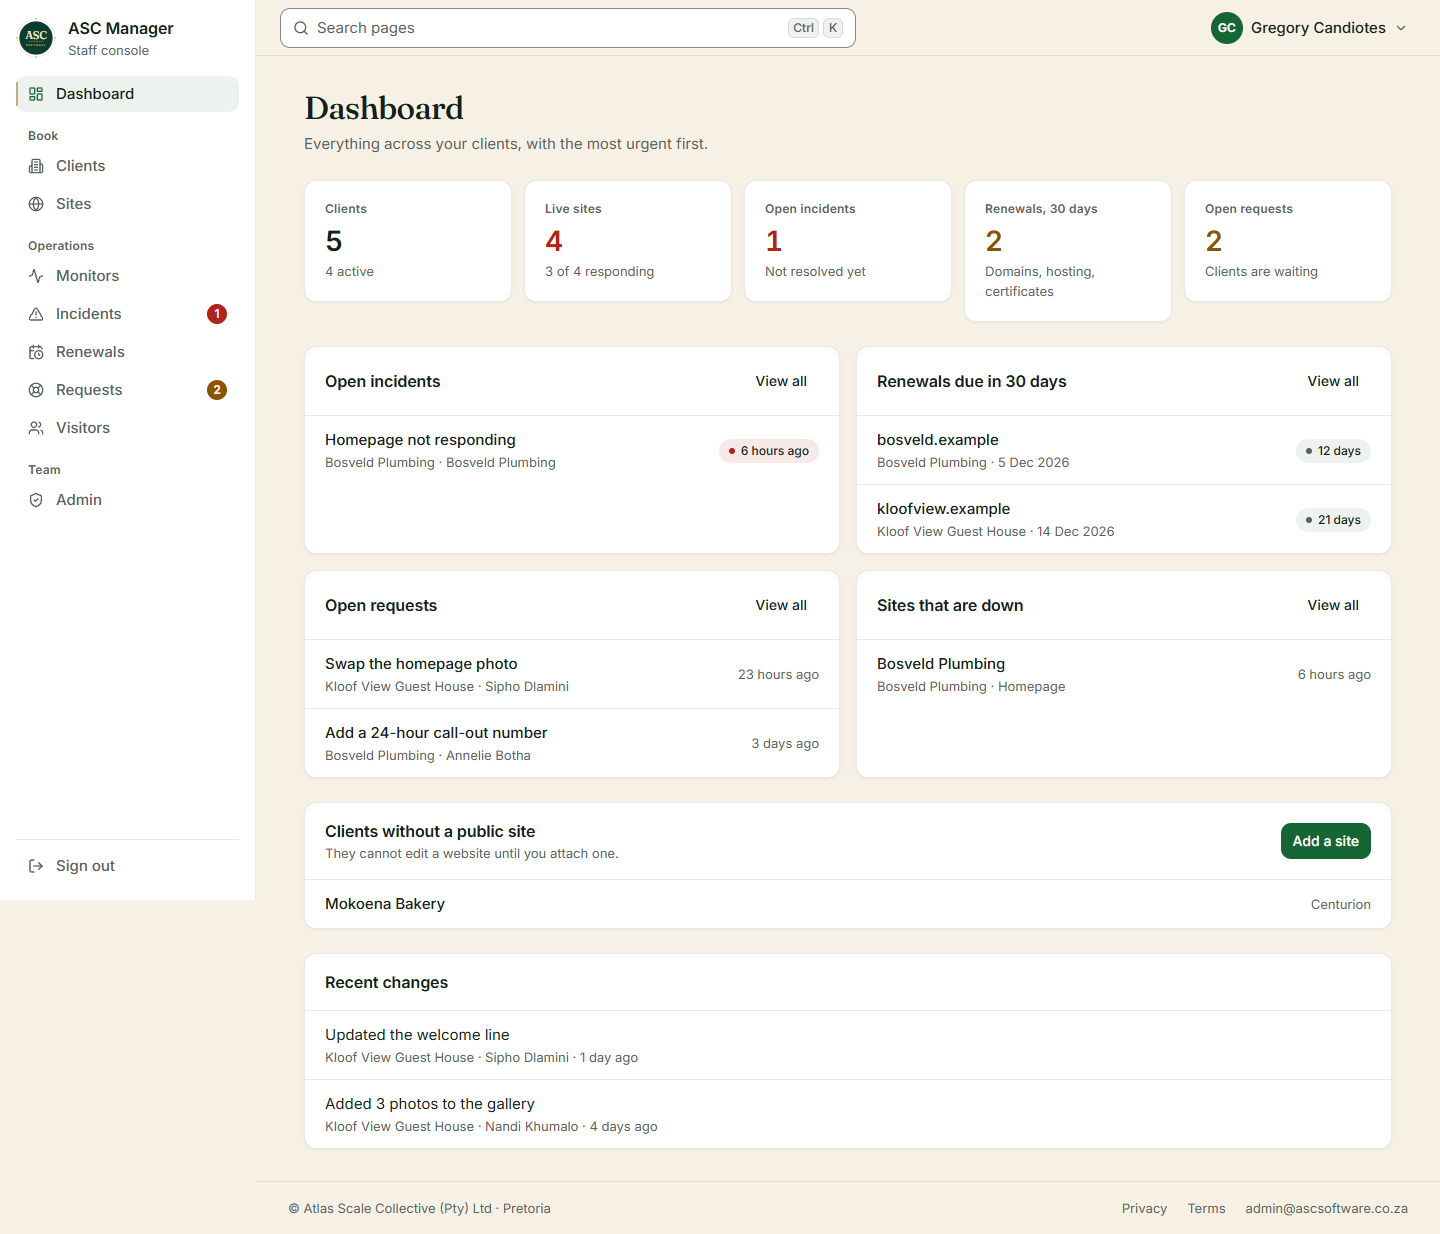 ASC
SOFTWARE
ASC Manager
Staff console
Dashboard
Book
Clients
Sites
Operations
Monitors
Incidents 1
Renewals
Requests 2
Visitors
Team
Admin
Sign out
Search pages Ctrl K
GC Gregory Candiotes
Dashboard
Everything across your clients, with the most urgent first.
Clients
5
4 active
Live sites
4
3 of 4 responding
Open incidents
1
Not resolved yet
Renewals, 30 days
2
Domains, hosting,
certificates
Open requests
2
Clients are waiting
Open incidents View all
Homepage not responding
Bosveld Plumbing · Bosveld Plumbing
6 hours ago
Renewals due in 30 days View all
bosveld.example
Bosveld Plumbing · 5 Dec 2026
12 days
kloofview.example
Kloof View Guest House · 14 Dec 2026
21 days
Open requests View all
Swap the homepage photo
Kloof View Guest House · Sipho Dlamini
23 hours ago
Add a 24-hour call-out number
Bosveld Plumbing · Annelie Botha
3 days ago
Sites that are down View all
Bosveld Plumbing
Bosveld Plumbing · Homepage
6 hours ago
Clients without a public site
They cannot edit a website until you attach one.
Add a site
Mokoena Bakery Centurion
Recent changes
Updated the welcome line
Kloof View Guest House · Sipho Dlamini · 1 day ago
Added 3 photos to the gallery
Kloof View Guest House · Nandi Khumalo · 4 days ago
© Atlas Scale Collective (Pty) Ltd · Pretoria
Privacy Terms admin@ascsoftware.co.za